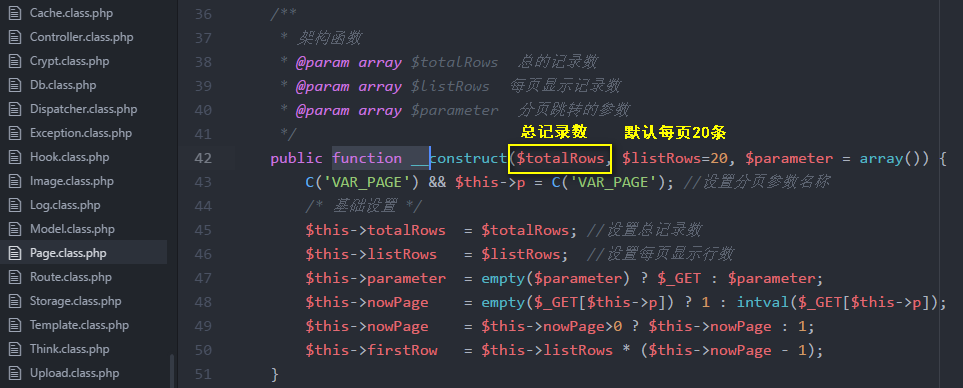 Cache.class.php
Controller.class.php
Crypt.class.php
Db.class.php
Dispatcher.class.php
Exception.class.php
Hook.class.php
Image.class.php
Log.class.php
Model.class.php
Page.class.php
Route.class.php
Storage.class.php
Template.class.php
Think.class.php
Upload.class.php
36 /**
37 * 架构函数
38 * @param array $totalRows 总的记录数
39 * @param array $listRows 每页显示记录数
40 * @param array $parameter 分页跳转的参数
41 */
总记录数 默认每页20条
42 public function __construct($totalRows, $listRows=20, $parameter = array()) {
43 C('VAR_PAGE') && $this->p = C('VAR_PAGE'); //设置分页参数名称
44 /* 基础设置 */
45 $this->totalRows = $totalRows; //设置总记录数
46 $this->listRows = $listRows; //设置每页显示行数
47 $this->parameter = empty($parameter) ? $_GET : $parameter;
48 $this->nowPage = empty($_GET[$this->p]) ? 1 : intval($_GET[$this->p]);
49 $this->nowPage = $this->nowPage>0 ? $this->nowPage : 1;
50 $this->firstRow = $this->listRows * ($this->nowPage - 1);
51 }